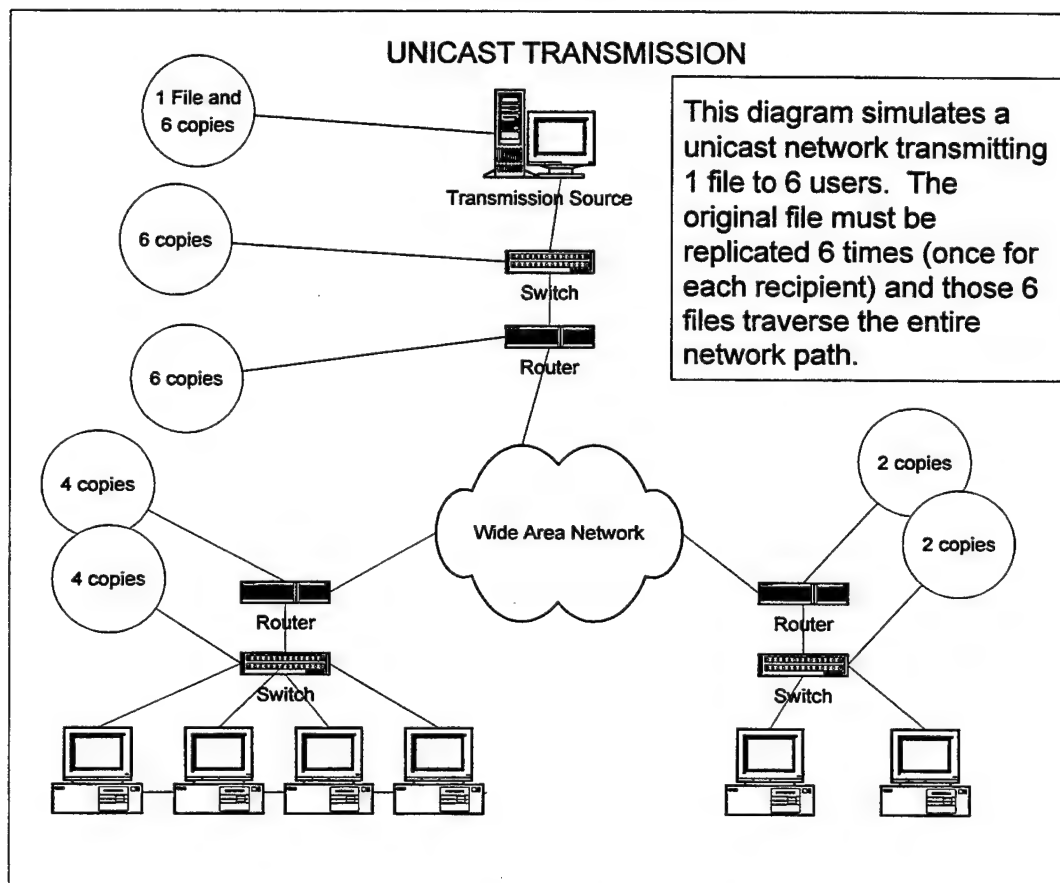 UNICAST TRANSMISSION
1 File and
6 copies
This diagram simulates a
unicast network transmitting
1 file to 6 users. The
original file must be
replicated 6 times (once for
each recipient) and those 6
files traverse the entire
network path.
Transmission Source
6 copies
Switch
6 copies
Router
4 copies
2 copies
Wide Area Network
4 copies
2 copies
Router
Router
Switch
Switch